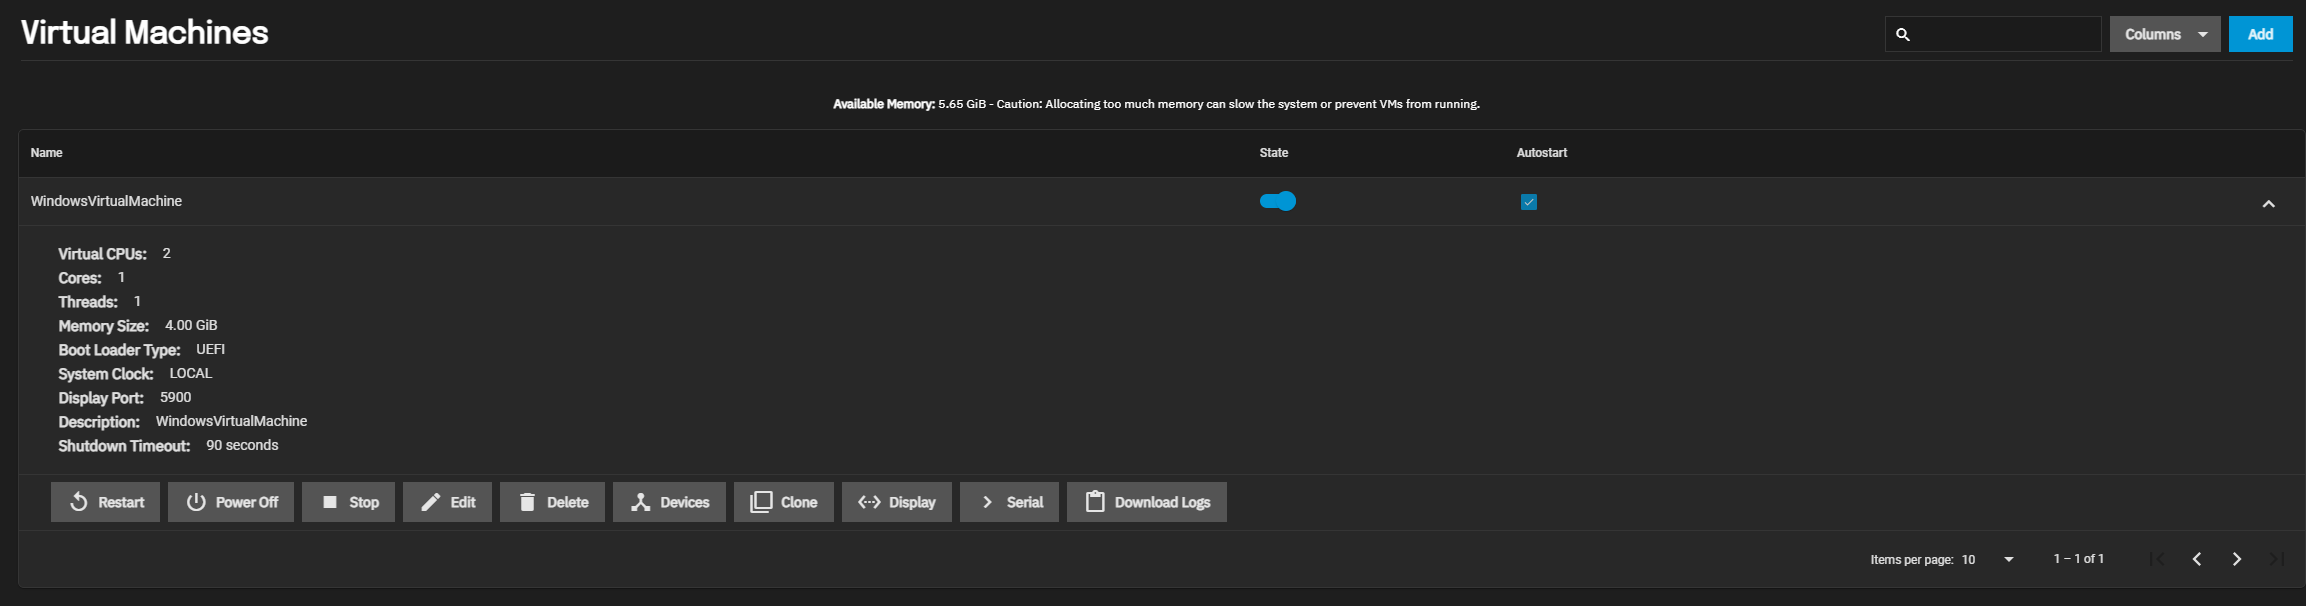 Virtual Machines
Columns
Add
Available Memory: 5.65 GiB - Caution: Allocating too much memory can slow the system or prevent VMs from running.
Name State Autostart
WindowsVirtualMachine
Virtual CPUs: 2
Cores: 1
Threads: 1
Memory Size: 4.00 GiB
Boot Loader Type: UEFI
System Clock: LOCAL
Display Port: 5900
Description: WindowsVirtualMachine
Shutdown Timeout: 90 seconds
Restart Power Off Stop Edit Delete Devices Clone Display Serial Download Logs
Items per page: 10 1 – 1 of 1